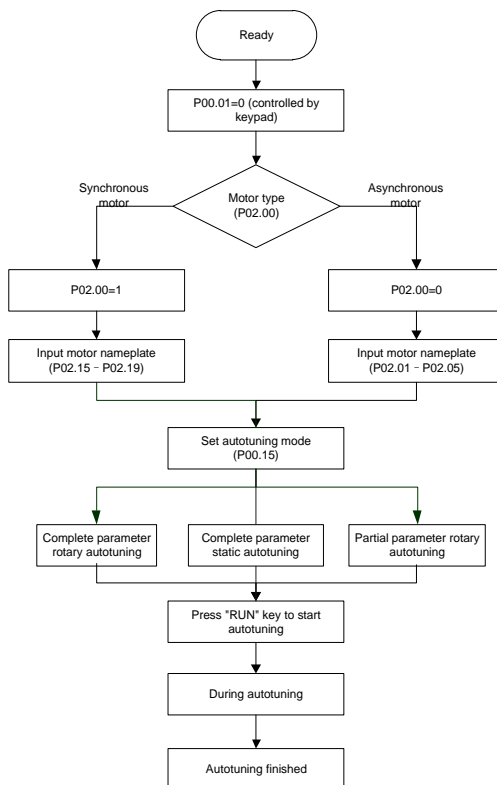 Ready
P00.01=0 (controlled by
keypad)
Synchronous
motor
Motor type
(P02.00)
Asynchronous
motor
P02.00=1
P02.00=0
Input motor nameplate
(P02.15–P02.19)
Input motor nameplate
(P02.01–P02.05)
Set autotuning mode
(P00.15)
Complete parameter
rotary autotuning
Complete parameter
static autotuning
Partial parameter rotary
autotuning
Press "RUN" key to start
autotuning
During autotuning
Autotuning finished